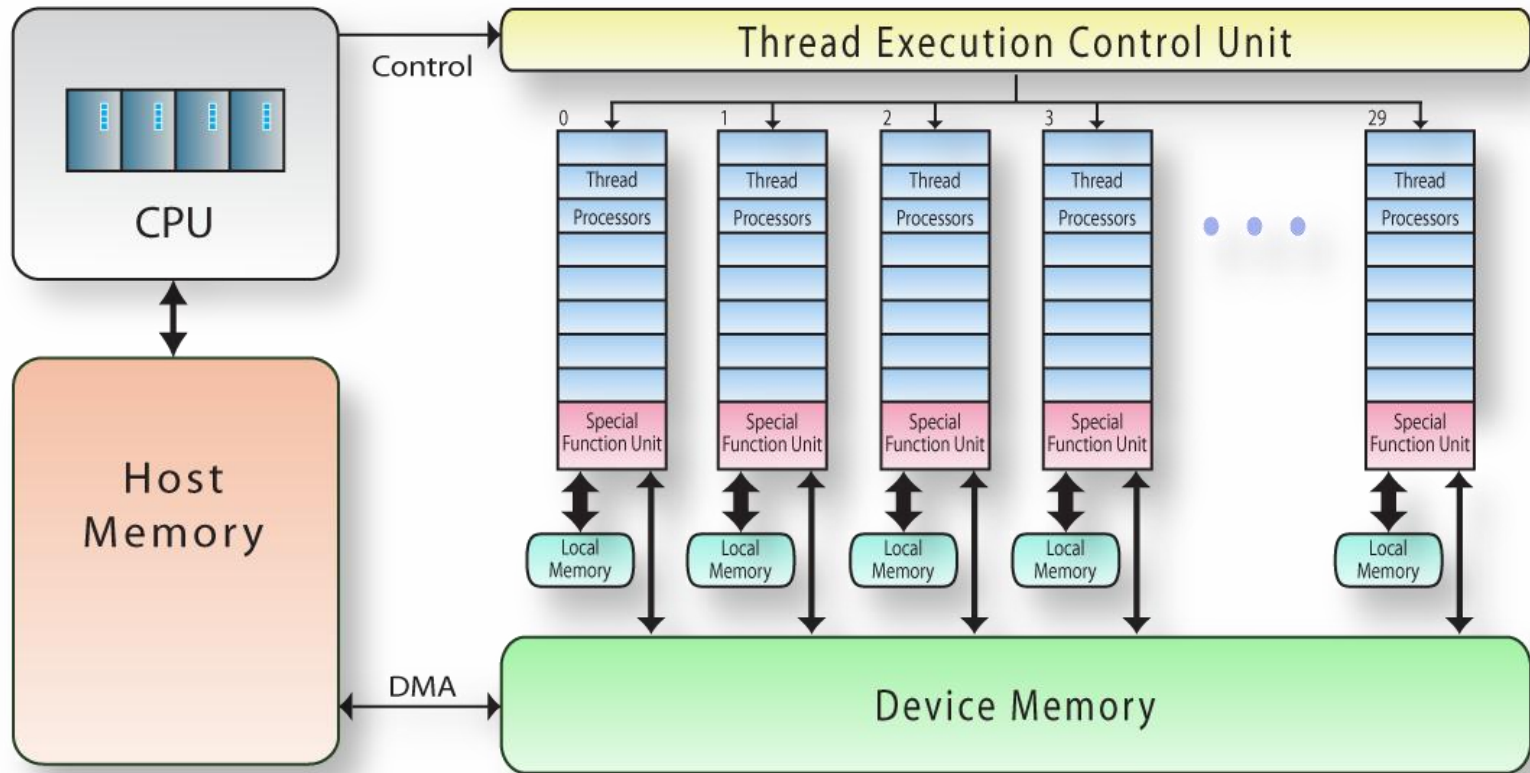 Thread Execution Control Unit
Control
CPU
0
1
2
3
29
Thread
Processors
Special
Function Unit
Thread
Processors
Special
Function Unit
Thread
Processors
Special
Function Unit
Thread
Processors
Special
Function Unit
Thread
Processors
Special
Function Unit
Local
Memory
Local
Memory
Local
Memory
Local
Memory
Local
Memory
Host
Memory
DMA
Device Memory